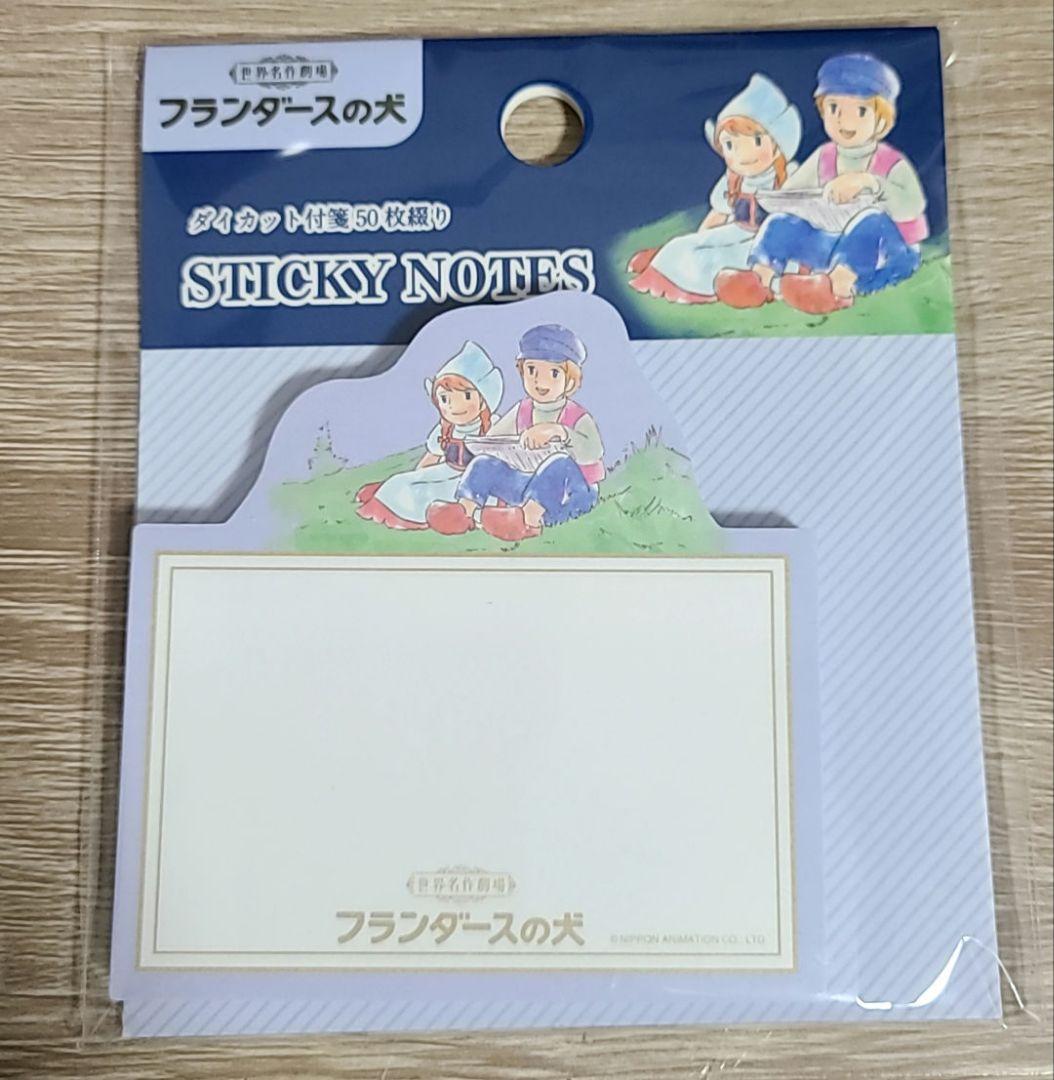 世界名作劇場
フランダースの犬
ダイカット付箋50枚綴り
STICKY NOTES
世界名作劇場
フランダースの犬
©NIPPON ANIMATION CO., LTD.